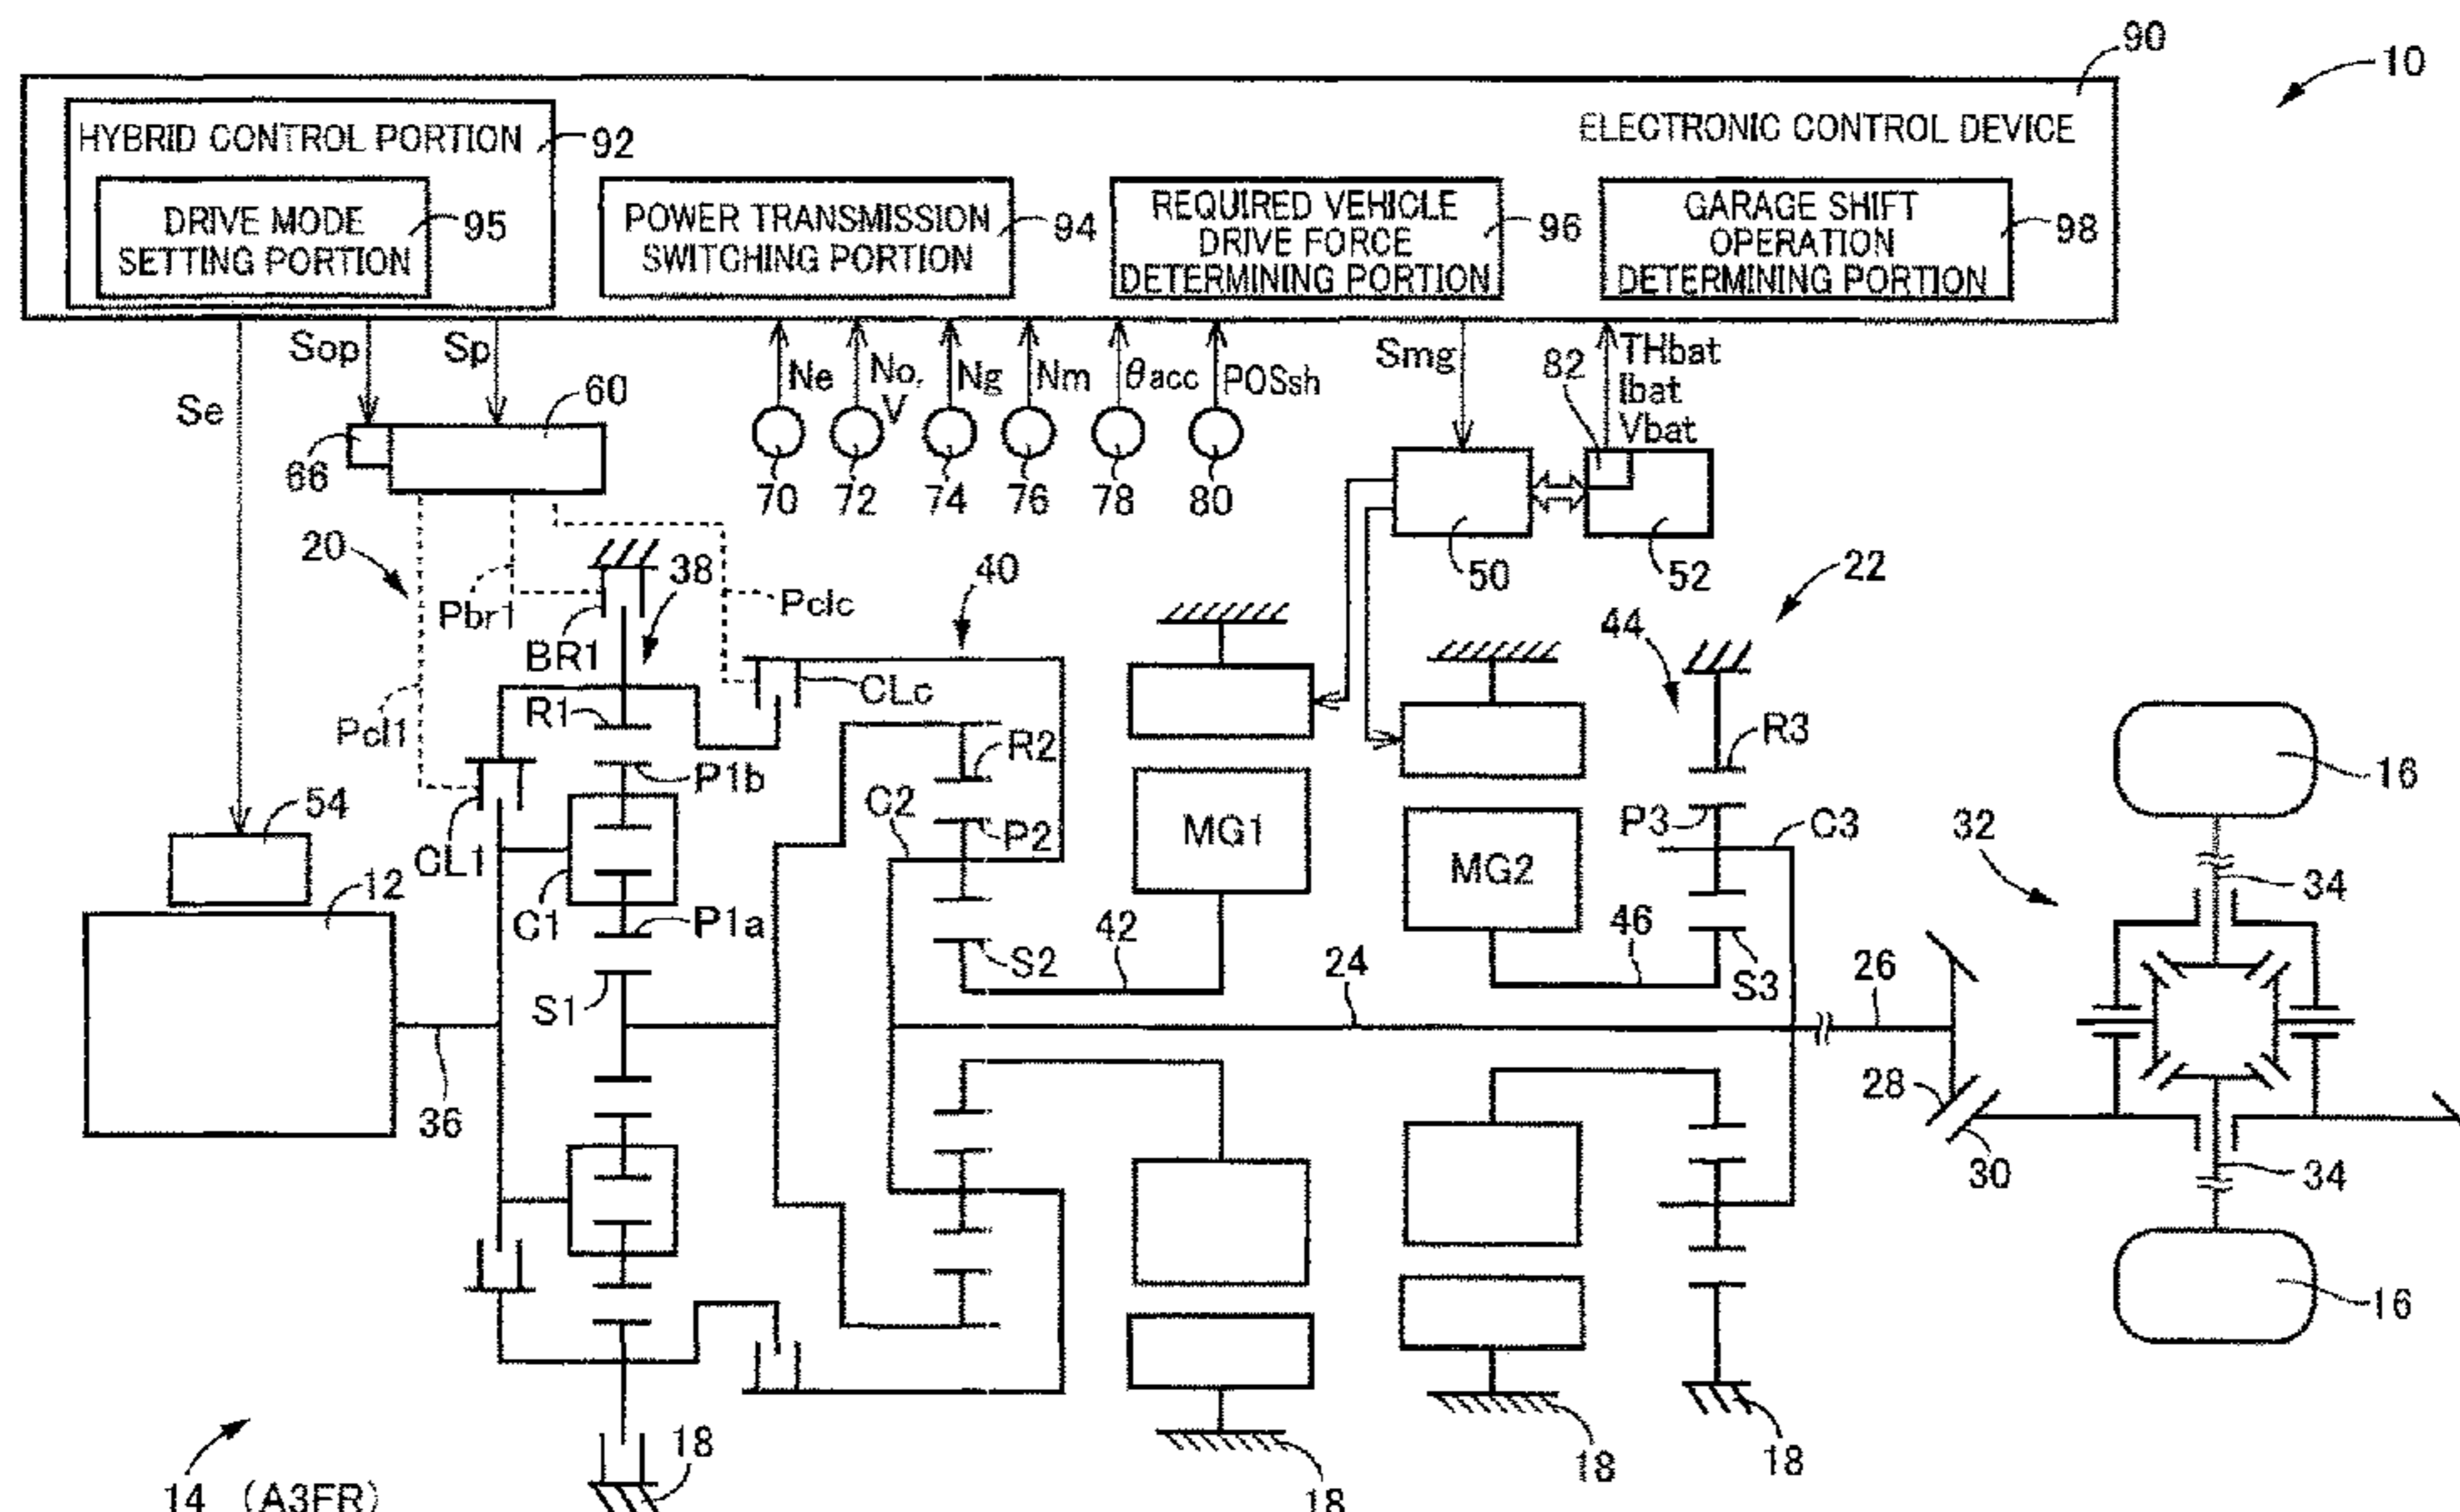 90
10
HYBRID CONTROL PORTION
92
ELECTRONIC CONTROL DEVICE
DRIVE MODE
SETTING PORTION
95
POWER TRANSMISSION
SWITCHING PORTION
94
REQUIRED VEHICLE
DRIVE FORCE
DETERMINING PORTION
96
GARAGE SHIFT
OPERATION
DETERMINING PORTION
98
Se
Sop
Sp
Ne
No,
V
Ng
Nm
θacc
POSsh
Smg
82
THbat
Ibat
Vbat
60
66
70
72
74
76
78
80
50
52
20
Pbr1
BR1
38
Pclc
40
22
44
Pcl1
R1
CLc
P1b
R2
R3
16
54
CL1
C2
P2
MG1
MG2
P3
C3
32
12
C1
P1a
34
S2
42
46
S1
24
S3
26
36
28
30
34
16
14 (A3FR)
18
18
18
18